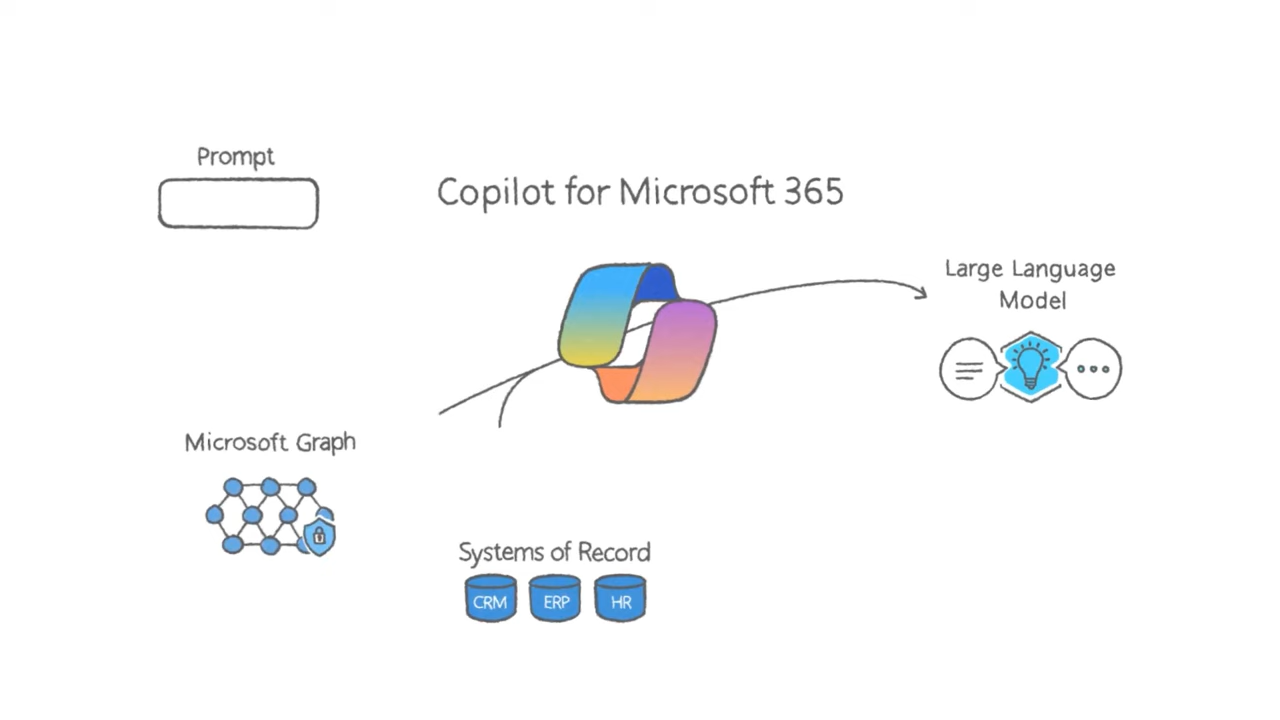 Prompt
Copilot for Microsoft 365
Large Language
Model
Microsoft Graph
Systems of Record
CRM
ERP
HR